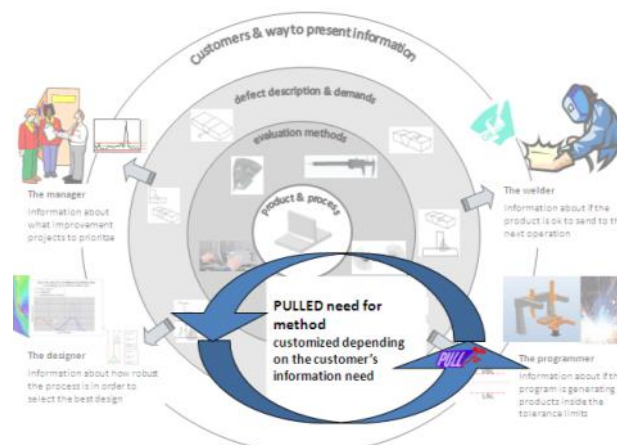 Customers & way to present information
defect description & demands
evaluation methods
Product & process
The manager
Information about
what improvement
projects to prioritize
The welder
Information about if the
product is ok to send to the
next operation
PULLED need for
method
customized depending
on the customer's
information need
PULL
The designer
Information about how robust
the process is in order to
select the best design
The programmer
Information about if the
program is generating
products inside the
tolerance limits